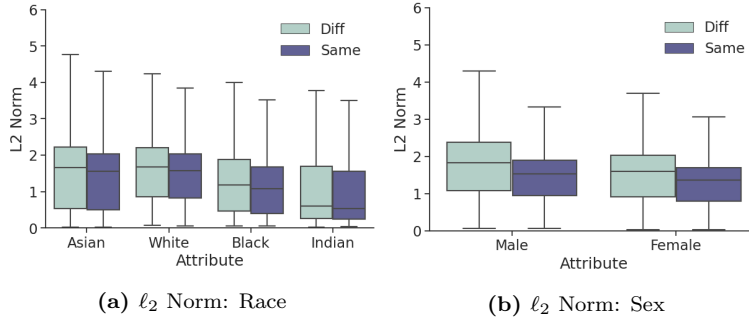 6
5
4
3
2
1
0
L2 Norm
Diff
Same
Asian White Black Indian
Attribute
(a) ℓ2 Norm: Race
6
5
4
3
2
1
0
L2 Norm
Diff
Same
Male Female
Attribute
(b) ℓ2 Norm: Sex